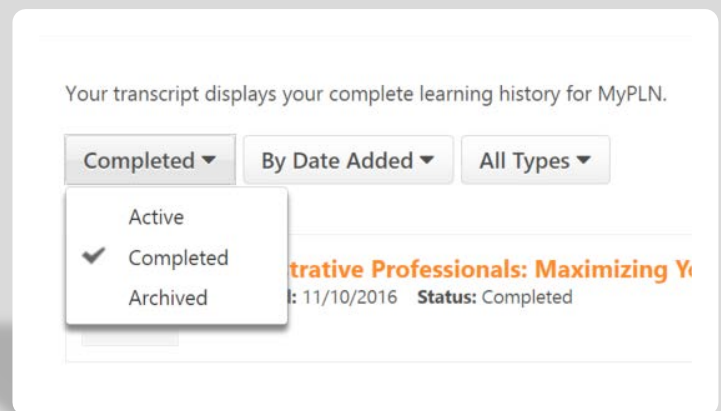 Your transcript displays your complete learning history for MyPLN.
Completed ▾ By Date Added ▾ All Types ▾
Active
✔ Completed
Archived
trative Professionals: Maximizing
11/10/2016 Status: Completed